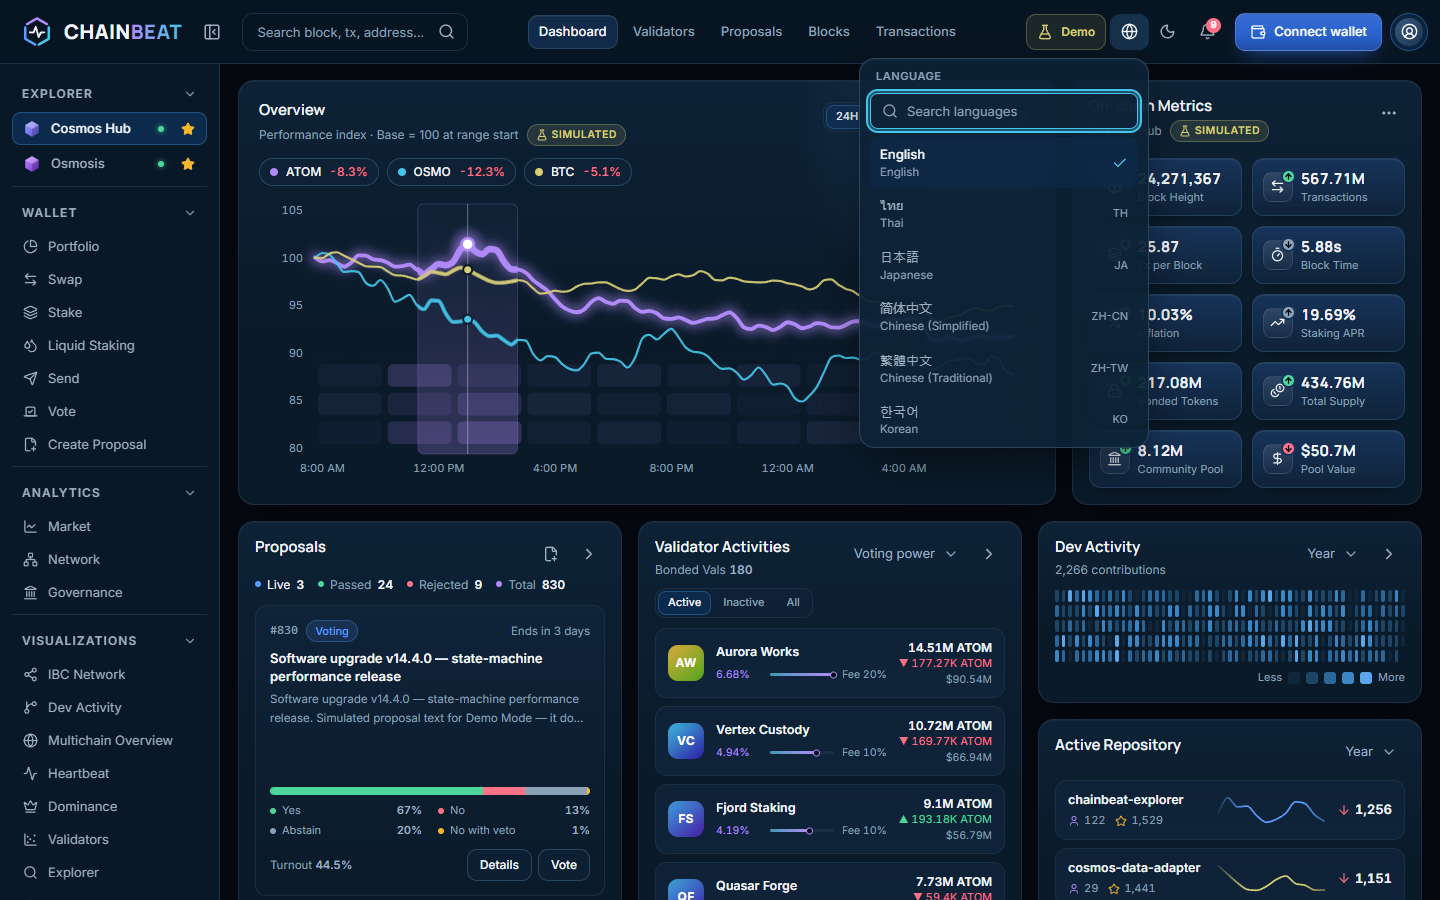 CHAINBEAT
Search block, tx, address...
Dashboard
Validators
Proposals
Blocks
Transactions
Demo
9
Connect wallet
EXPLORER
Cosmos Hub
Osmosis
WALLET
Portfolio
Swap
Stake
Liquid Staking
Send
Vote
Create Proposal
ANALYTICS
Market
Network
Governance
VISUALIZATIONS
IBC Network
Dev Activity
Multichain Overview
Heartbeat
Dominance
Validators
Explorer
Overview
Performance index · Base = 100 at range start
SIMULATED
24H
ATOM -8.3%
OSMO -12.3%
BTC -5.1%
105
100
95
90
85
80
8:00 AM
12:00 PM
4:00 PM
8:00 PM
12:00 AM
4:00 AM
LANGUAGE
Search languages
English
English
ไทย
Thai
TH
日本語
Japanese
JA
简体中文
Chinese (Simplified)
ZH-CN
繁體中文
Chinese (Traditional)
ZH-TW
한국어
Korean
KO
On-chain Metrics
SIMULATED
24,271,367
Block Height
567.71M
Transactions
25.87
per Block
5.88s
Block Time
10.03%
Inflation
19.69%
Staking APR
217.08M
Bonded Tokens
434.76M
Total Supply
8.12M
Community Pool
$50.7M
Pool Value
Proposals
Live 3
Passed 24
Rejected 9
Total 830
#830
Voting
Ends in 3 days
Software upgrade v14.4.0 — state-machine
performance release
Software upgrade v14.4.0 — state-machine performance
release. Simulated proposal text for Demo Mode — it do...
Yes 67%
No 13%
Abstain 20%
No with veto 1%
Turnout 44.5%
Details
Vote
Validator Activities
Bonded Vals 180
Voting power
Active
Inactive
All
AW
Aurora Works
6.68%
Fee 20%
14.51M ATOM
177.27K ATOM
$90.54M
VC
Vertex Custody
4.94%
Fee 10%
10.72M ATOM
169.77K ATOM
$66.94M
FS
Fjord Staking
4.19%
Fee 10%
9.1M ATOM
193.18K ATOM
$56.79M
QF
Quasar Forge
7.73M ATOM
59.4K ATOM
Dev Activity
2,266 contributions
Year
Less
More
Active Repository
Year
chainbeat-explorer
122
1,529
1,256
cosmos-data-adapter
29
1,441
1,151